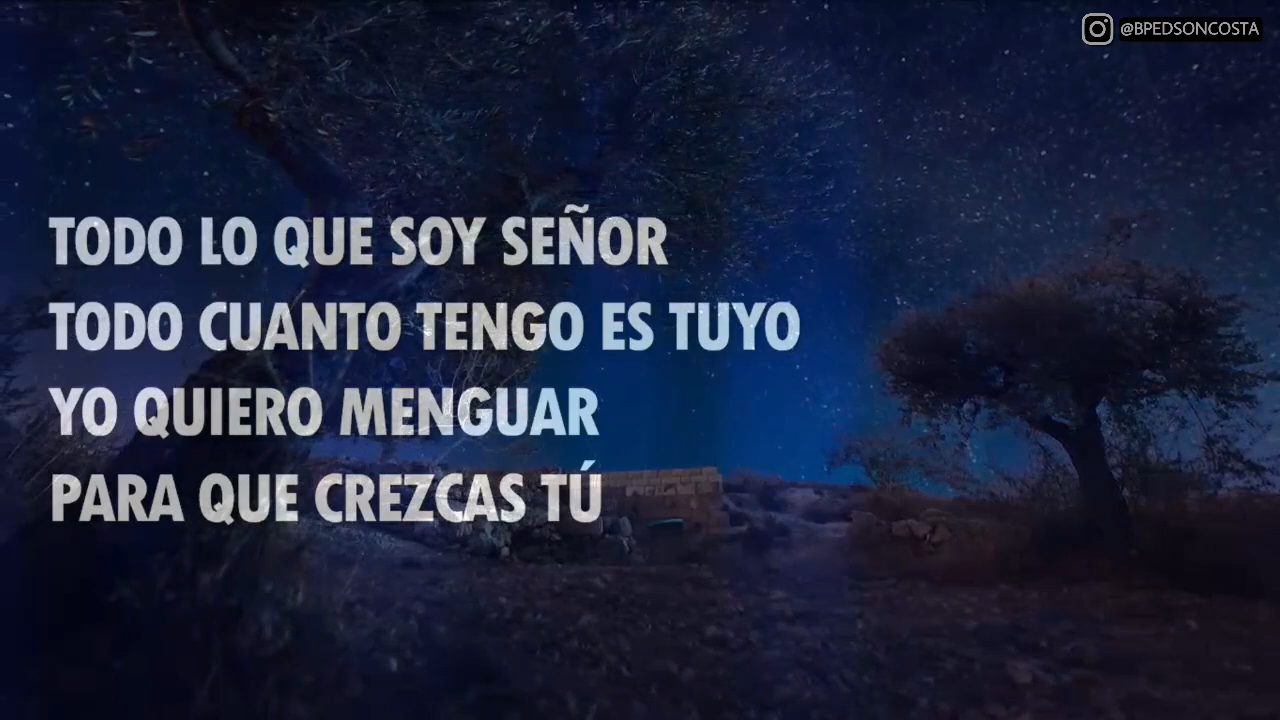 @BPEDSONCOSTA
TODO LO QUE SOY SEÑOR
TODO CUANTO TENGO ES TUYO
YO QUIERO MENGUAR
PARA QUE CREZCAS TÚ